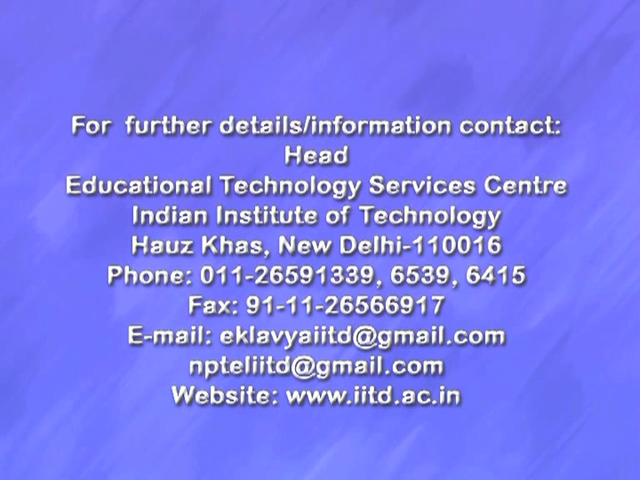 For further details/information contact:
Head
Educational Technology Services Centre
Indian Institute of Technology
Hauz Khas, New Delhi-110016
Phone: 011-26591339, 6539, 6415
Fax: 91-11-26566917
E-mail: eklavyaiitd@gmail.com
npteliitd@gmail.com
Website: www.iitd.ac.in